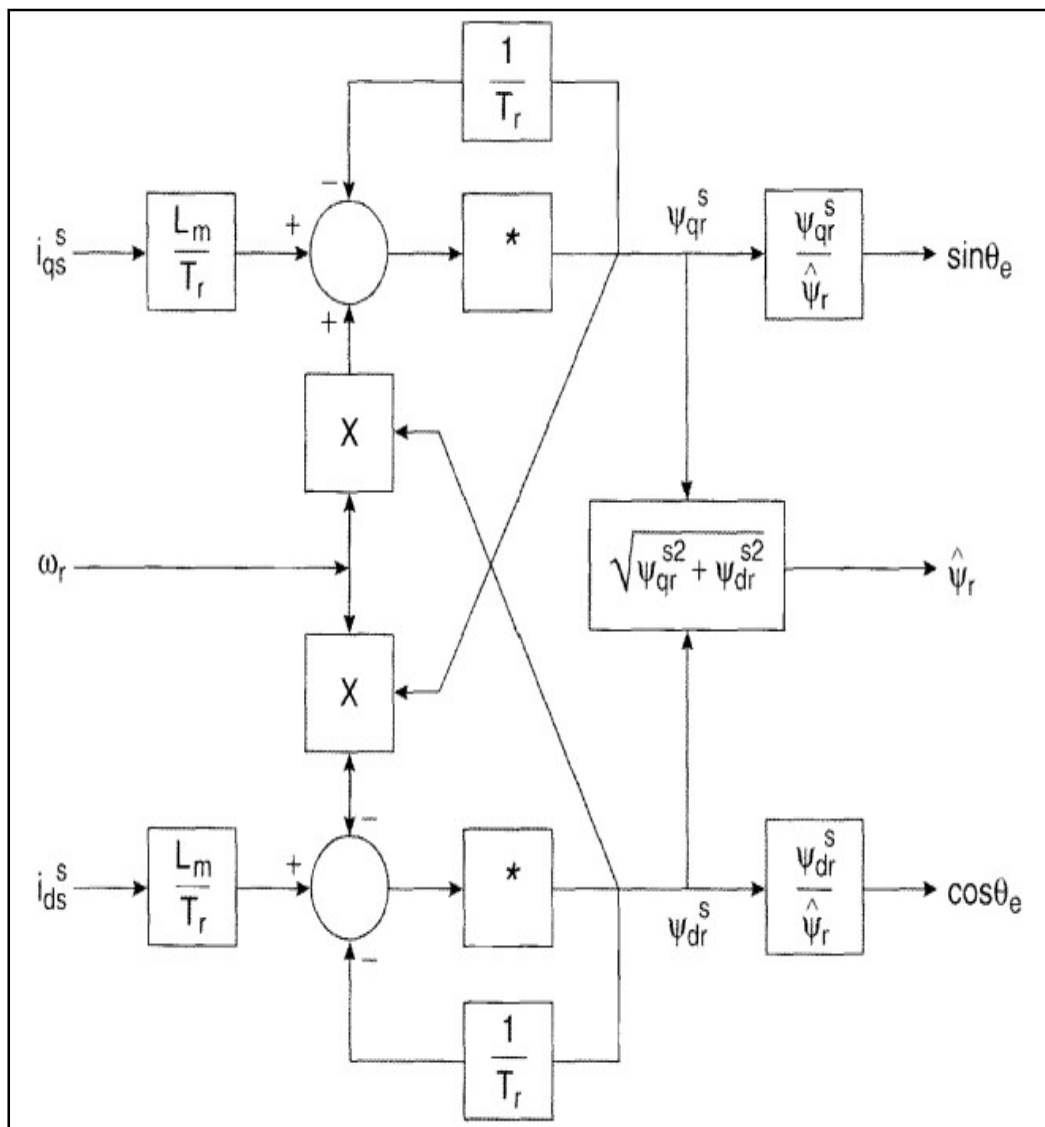 1
T_r
−
i_qs^s
L_m
T_r
+
*
ψ_qr^s
ψ_qr^s
ψ̂_r
sinθ_e
+
X
ω_r
√ψ_qr^s2 + ψ_dr^s2
ψ̂_r
X
−
i_ds^s
L_m
T_r
+
*
ψ_dr^s
ψ_dr^s
ψ̂_r
cosθ_e
−
1
T_r